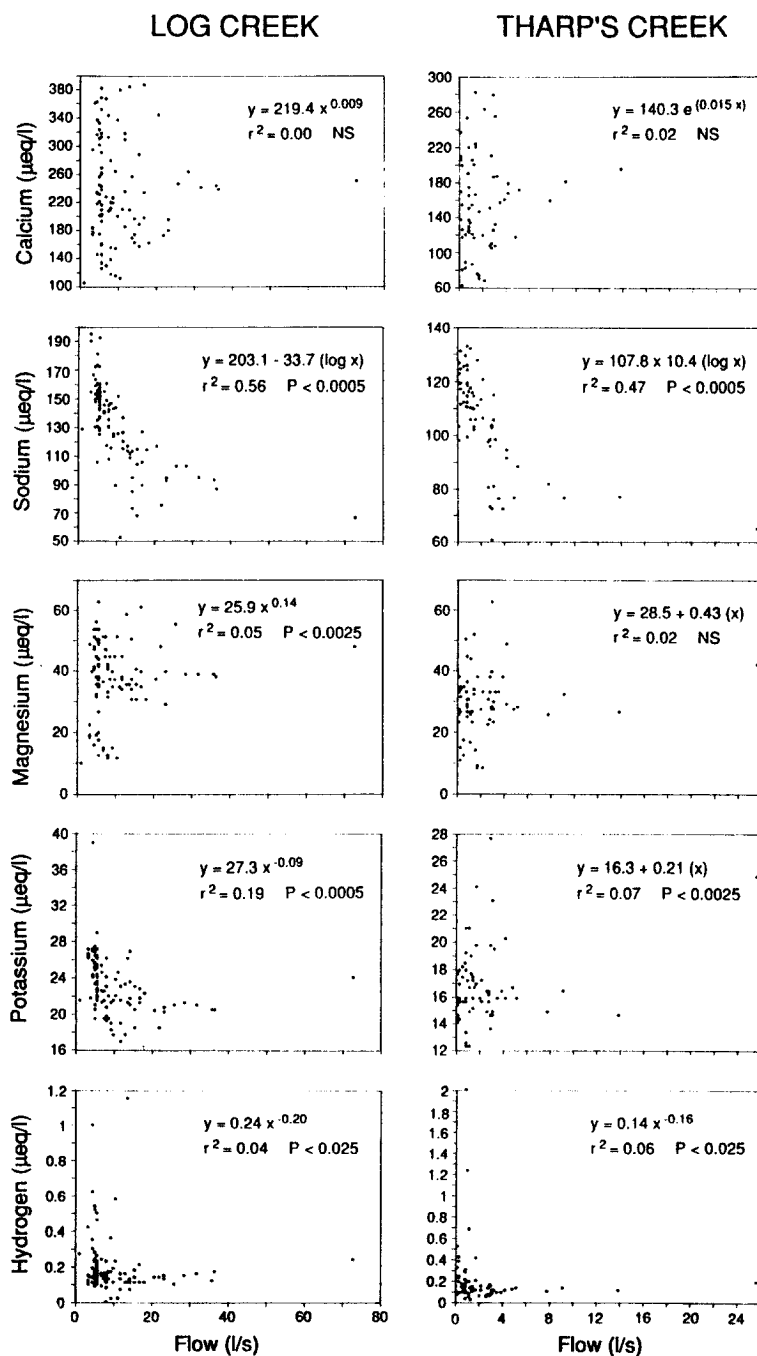 LOG CREEK THARP'S CREEK
Calcium (µeq/l)
380
340
300
260
220
180
140
100
y = 219.4 x^0.009
r^2 = 0.00 NS
300
260
220
180
140
100
60
y = 140.3 e^(0.015 x)
r^2 = 0.02 NS
Sodium (µeq/l)
190
170
150
130
110
90
70
50
y = 203.1 - 33.7 (log x)
r^2 = 0.56 P < 0.0005
140
120
100
80
60
y = 107.8 x 10.4 (log x)
r^2 = 0.47 P < 0.0005
Magnesium (µeq/l)
60
40
20
0
y = 25.9 x^0.14
r^2 = 0.05 P < 0.0025
60
40
20
0
y = 28.5 + 0.43 (x)
r^2 = 0.02 NS
Potassium (µeq/l)
40
36
32
28
24
20
16
y = 27.3 x^-0.09
r^2 = 0.19 P < 0.0005
28
26
24
22
20
18
16
14
12
y = 16.3 + 0.21 (x)
r^2 = 0.07 P < 0.0025
Hydrogen (µeq/l)
1.2
1
0.8
0.6
0.4
0.2
0
y = 0.24 x^-0.20
r^2 = 0.04 P < 0.025
0 20 40 60 80
Flow (l/s)
2
1.8
1.6
1.4
1.2
1
0.8
0.6
0.4
0.2
0
y = 0.14 x^-0.16
r^2 = 0.06 P < 0.025
0 4 8 12 16 20 24
Flow (l/s)